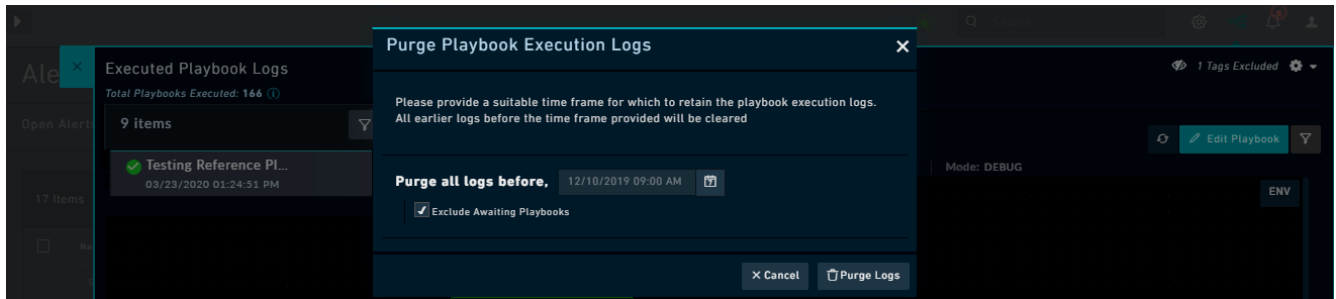 Search
Ale
Executed Playbook Logs
Total Playbooks Executed: 166
Purge Playbook Execution Logs
1 Tags Excluded
Open Alerts
9 items
Please provide a suitable time frame for which to retain the playbook execution logs.
All earlier logs before the time frame provided will be cleared
Edit Playbook
Testing Reference Pl...
03/23/2020 01:24:51 PM
Mode: DEBUG
Purge all logs before, 12/10/2019 09:00 AM
ENV
17 Items
Exclude Awaiting Playbooks
Na
Cancel
Purge Logs